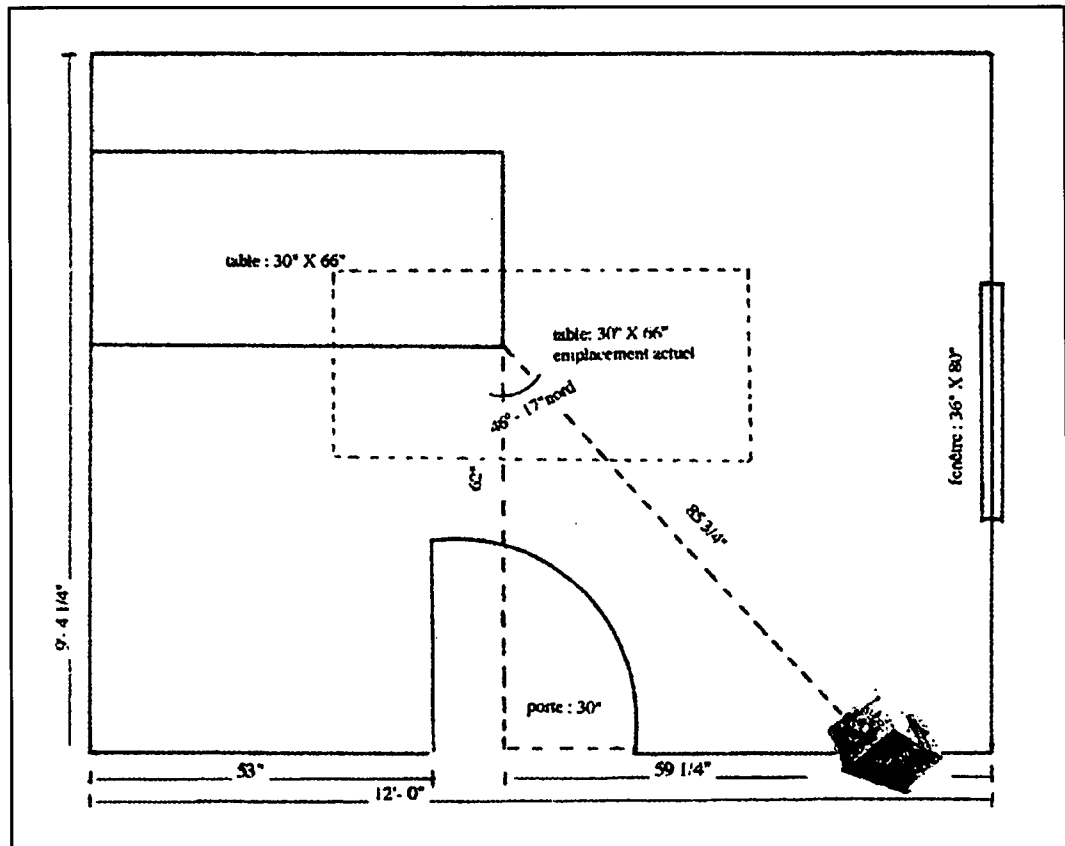 table : 30" X 66"
table: 30" X 66"
emplacement actuel
46° - 17" nord
62"
85 3/4"
fenêtre : 36" X 80"
9'- 4 1/4"
porte : 30"
53"
59 1/4"
12'- 0"